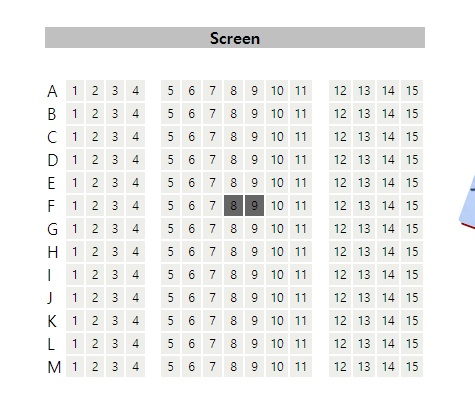 Screen
A 1 2 3 4 5 6 7 8 9 10 11 12 13 14 15
B 1 2 3 4 5 6 7 8 9 10 11 12 13 14 15
C 1 2 3 4 5 6 7 8 9 10 11 12 13 14 15
D 1 2 3 4 5 6 7 8 9 10 11 12 13 14 15
E 1 2 3 4 5 6 7 8 9 10 11 12 13 14 15
F 1 2 3 4 5 6 7 8 9 10 11 12 13 14 15
G 1 2 3 4 5 6 7 8 9 10 11 12 13 14 15
H 1 2 3 4 5 6 7 8 9 10 11 12 13 14 15
I 1 2 3 4 5 6 7 8 9 10 11 12 13 14 15
J 1 2 3 4 5 6 7 8 9 10 11 12 13 14 15
K 1 2 3 4 5 6 7 8 9 10 11 12 13 14 15
L 1 2 3 4 5 6 7 8 9 10 11 12 13 14 15
M 1 2 3 4 5 6 7 8 9 10 11 12 13 14 15